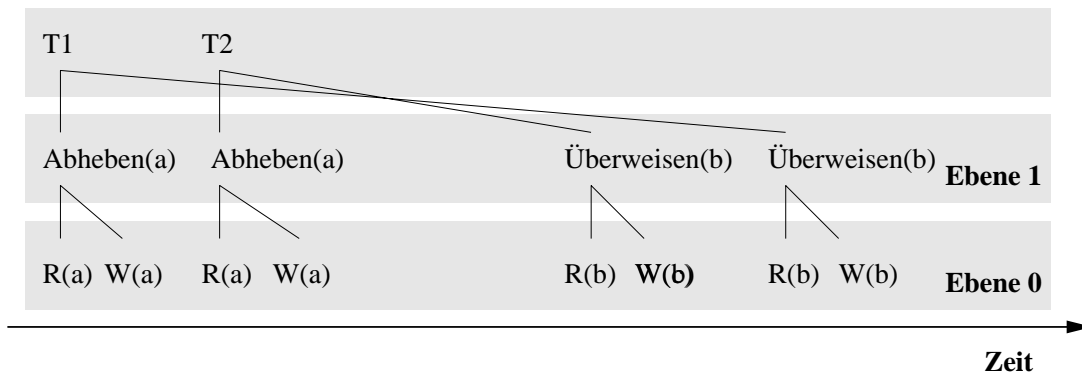 T1 T2
Abheben(a) Abheben(a) Überweisen(b) Überweisen(b) Ebene 1
R(a) W(a) R(a) W(a) R(b) W(b) R(b) W(b) Ebene 0
Zeit